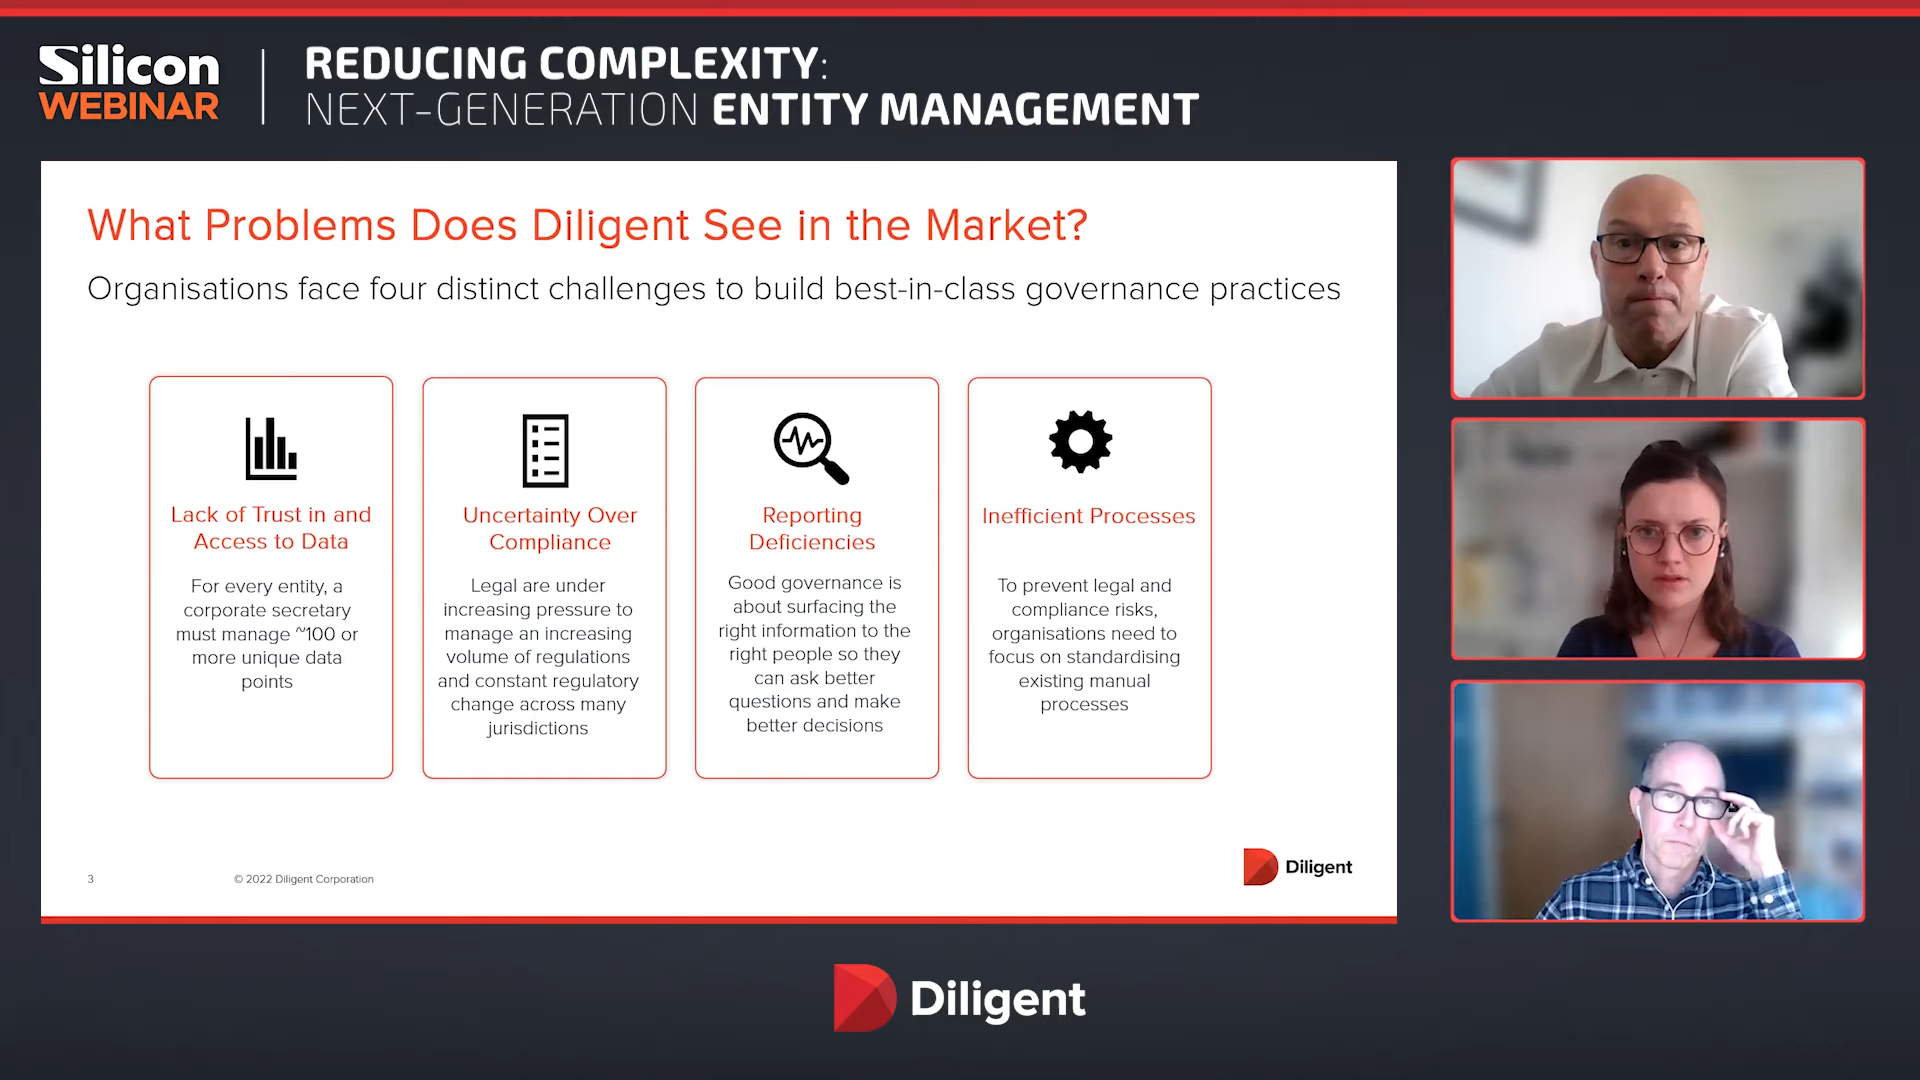 Silicon
WEBINAR
REDUCING COMPLEXITY:
NEXT-GENERATION ENTITY MANAGEMENT
What Problems Does Diligent See in the Market?
Organisations face four distinct challenges to build best-in-class governance practices
Lack of Trust in and
Access to Data
For every entity, a
corporate secretary
must manage ~100 or
more unique data
points
Uncertainty Over
Compliance
Legal are under
increasing pressure to
manage an increasing
volume of regulations
and constant regulatory
change across many
jurisdictions
Reporting
Deficiencies
Good governance is
about surfacing the
right information to the
right people so they
can ask better
questions and make
better decisions
Inefficient Processes
To prevent legal and
compliance risks,
organisations need to
focus on standardising
existing manual
processes
3
© 2022 Diligent Corporation
Diligent
Diligent